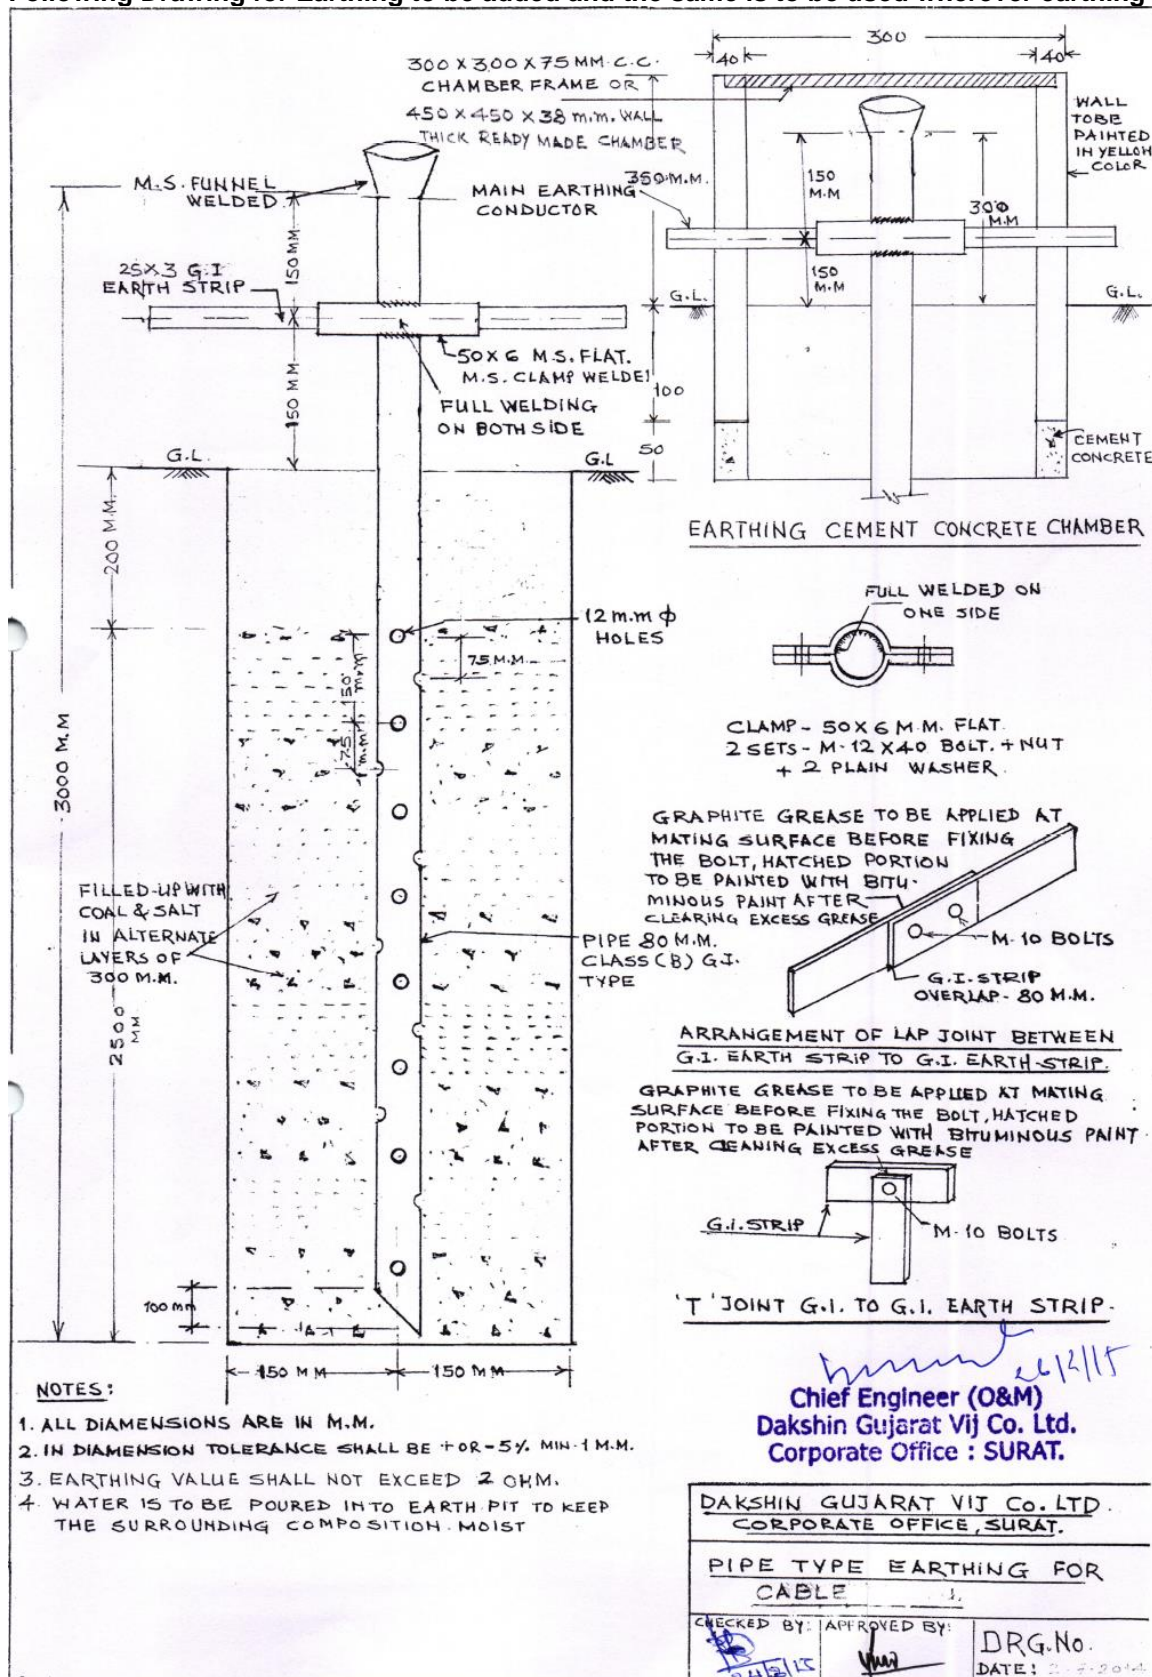 Following Drawing for Earthing to be added and the same is to be used wherever earthing
300 X 300 X 75 MM C.C.
CHAMBER FRAME OR
450 X 450 X 38 m.m. WALL
THICK READY MADE CHAMBER
M.S. FUNNEL
WELDED.
MAIN EARTHING
CONDUCTOR
350 M.M.
25X3 G.I
EARTH STRIP
150 MM
150 MM
50X6 M.S. FLAT.
M.S. CLAMP WELDE
FULL WELDING
ON BOTH SIDE
G.L.
G.L
200 M.M.
3000 M.M
2500
MM
12 m.m ф
HOLES
75 M.M
150 m.m
75 m.m
FILLED-UP WITH
COAL & SALT
IN ALTERNATE
LAYERS OF
300 M.M.
PIPE 80 M.M.
CLASS (B) G.I.
TYPE
100 mm
150 MM
150 MM
300
40
40
WALL
TOBE
PAINTED
IN YELLOW
COLOR
150
M.M
300
M.M
150
M.M
G.L.
G.L.
100
50
CEMENT
CONCRETE
EARTHING CEMENT CONCRETE CHAMBER
FULL WELDED ON
ONE SIDE
CLAMP - 50X6 M.M. FLAT.
2 SETS - M-12 X40 BOLT. + NUT
+ 2 PLAIN WASHER.
GRAPHITE GREASE TO BE APPLIED AT
MATING SURFACE BEFORE FIXING
THE BOLT, HATCHED PORTION
TO BE PAINTED WITH BITU-
MINOUS PAINT AFTER
CLEARING EXCESS GREASE
M-10 BOLTS
G.I. STRIP
OVERLAP - 80 M.M.
ARRANGEMENT OF LAP JOINT BETWEEN
G.I. EARTH STRIP TO G.I. EARTH STRIP.
GRAPHITE GREASE TO BE APPLIED AT MATING
SURFACE BEFORE FIXING THE BOLT, HATCHED
PORTION TO BE PAINTED WITH BITUMINOUS PAINT
AFTER CLEANING EXCESS GREASE
G.I. STRIP
M-10 BOLTS
'T' JOINT G.I. TO G.I. EARTH STRIP.
NOTES:
1. ALL DIAMENSIONS ARE IN M.M.
2. IN DIAMENSION TOLERANCE SHALL BE + OR - 5% MIN-1 M.M.
3. EARTHING VALUE SHALL NOT EXCEED 2 OHM.
4. WATER IS TO BE POURED INTO EARTH PIT TO KEEP
THE SURROUNDING COMPOSITION MOIST
26/2/15
Chief Engineer (O&M)
Dakshin Gujarat Vij Co. Ltd.
Corporate Office : SURAT.
DAKSHIN GUJARAT VIJ Co. LTD.
CORPORATE OFFICE, SURAT.
PIPE TYPE EARTHING FOR
CABLE
CHECKED BY:
APPROVED BY:
DRG.No.
DATE: